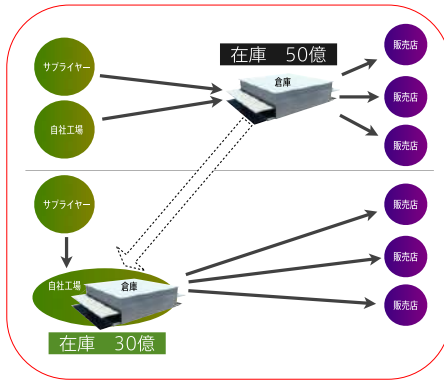 在庫　50億
サプライヤー
自社工場
倉庫
販売店
販売店
販売店
サプライヤー
自社工場
倉庫
販売店
販売店
販売店
在庫　30億